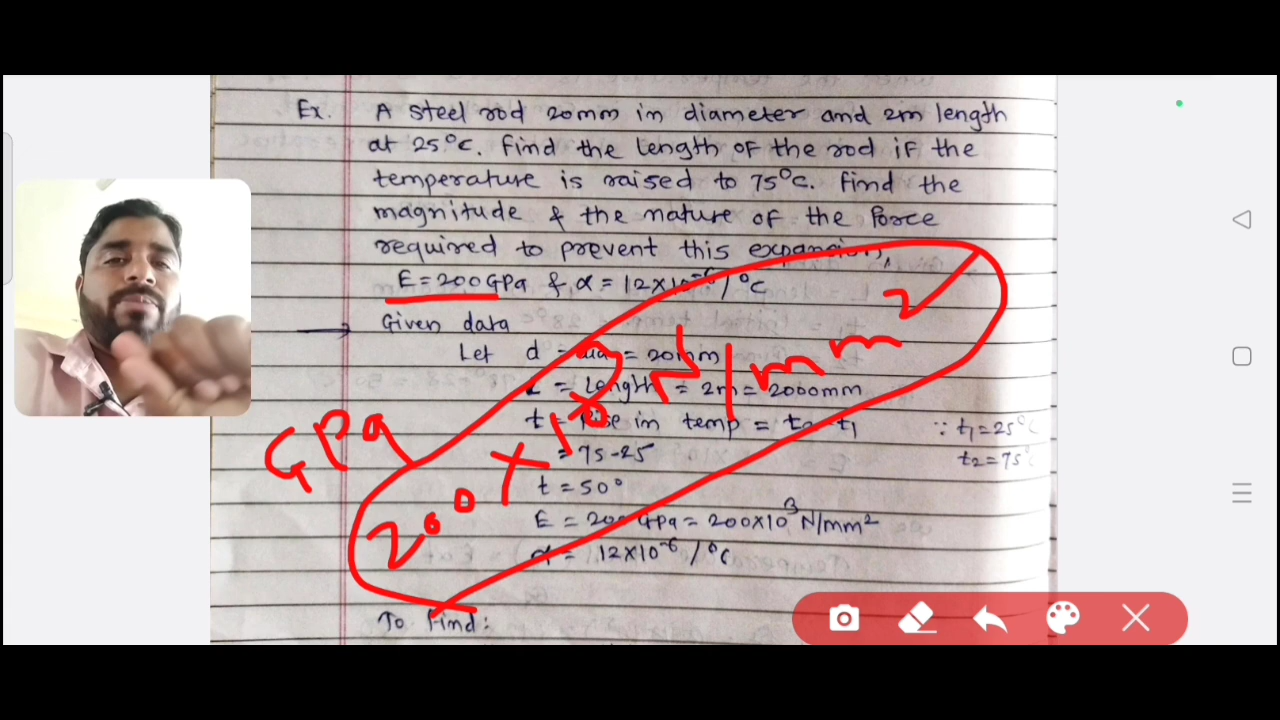 Ex. A steel rod 20mm in diameter and 2m length
at 25°c. find the length of the rod if the
temperature is raised to 75°c. find the
magnitude & the nature of the force
required to prevent this expansion,
E=200GPa & α = 12×10⁻⁶/°c
Given data
Let d = dia = 20mm
L = Length = 2m = 2000mm
t = Rise in temp = t₂-t₁ ∵ t₁=25°c
= 75-25 t₂=75°c
t = 50°
E = 200 GPa = 200×10³ N/mm²
α = 12×10⁻⁶/°c
To find:
GPa
200×10³ N/mm²